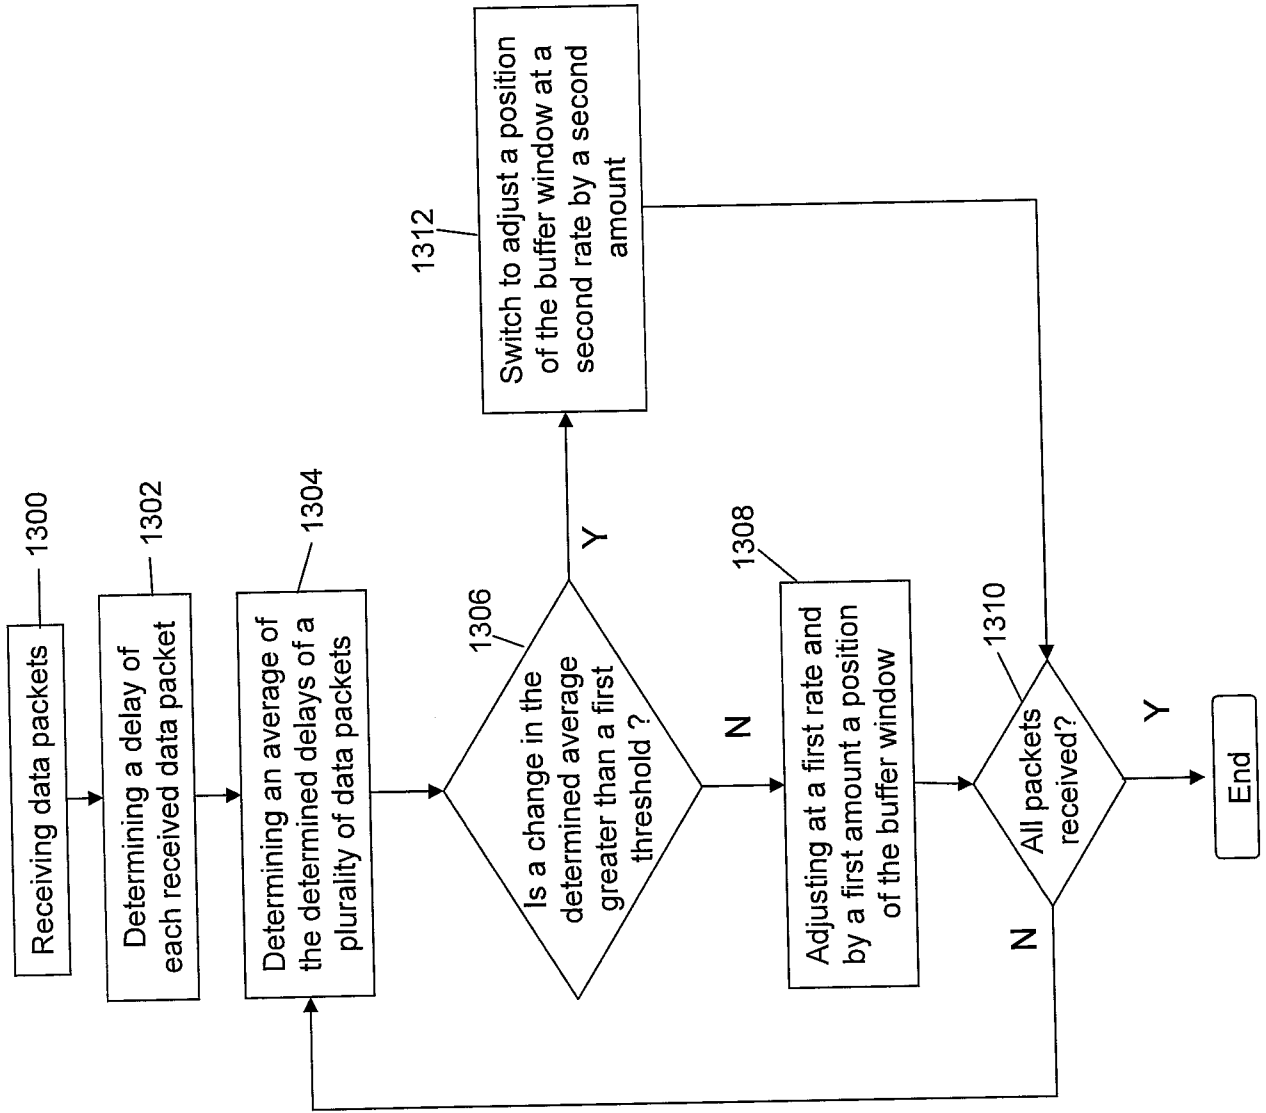 Receiving data packets
1300
Determining a delay of
each received data packet
1302
Determining an average of
the determined delays of a
plurality of data packets
1304
Is a change in the
determined average
greater than a first
threshold ?
1306
Y
N
Switch to adjust a position
of the buffer window at a
second rate by a second
amount
1312
Adjusting at a first rate and
by a first amount a position
of the buffer window
1308
All packets
received?
1310
N
Y
End